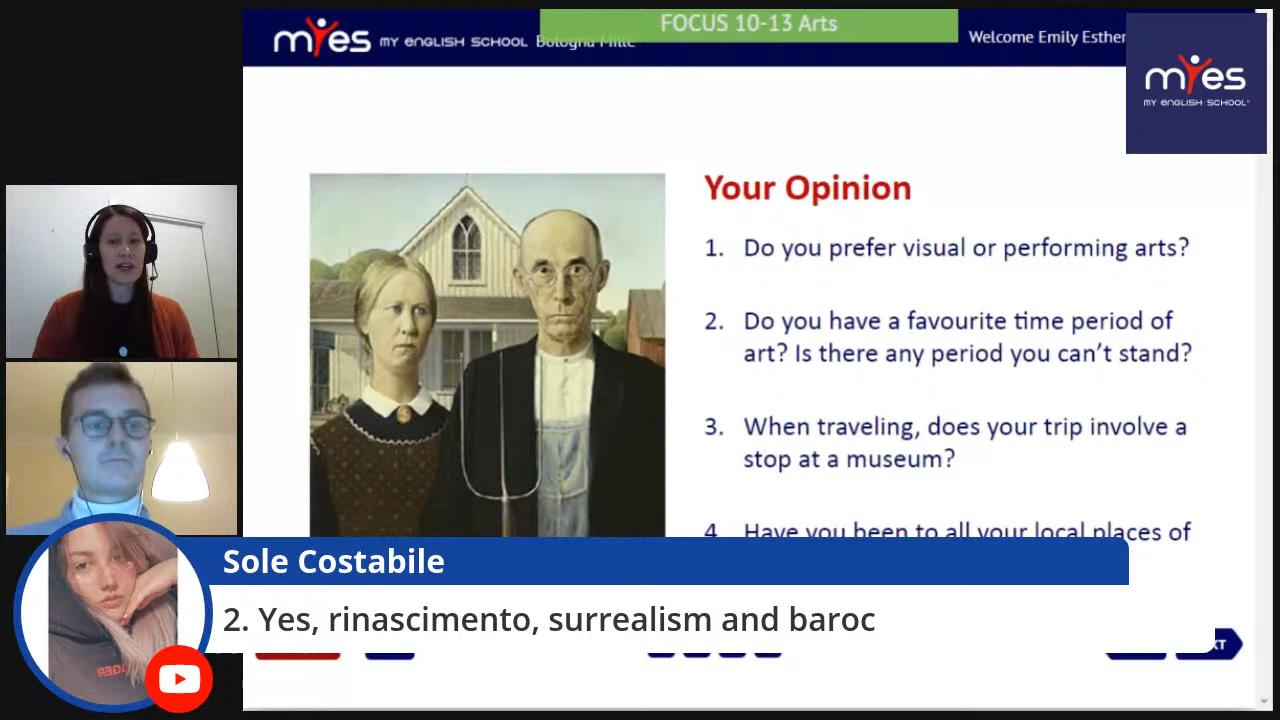 FOCUS 10-13 Arts
myes MY ENGLISH SCHOOL Bologna Mille
Welcome Emily Esther
myes
MY ENGLISH SCHOOL
Your Opinion
1. Do you prefer visual or performing arts?
2. Do you have a favourite time period of
art? Is there any period you can't stand?
3. When traveling, does your trip involve a
stop at a museum?
4 Have you been to all your local places of
Sole Costabile
2. Yes, rinascimento, surrealism and baroc